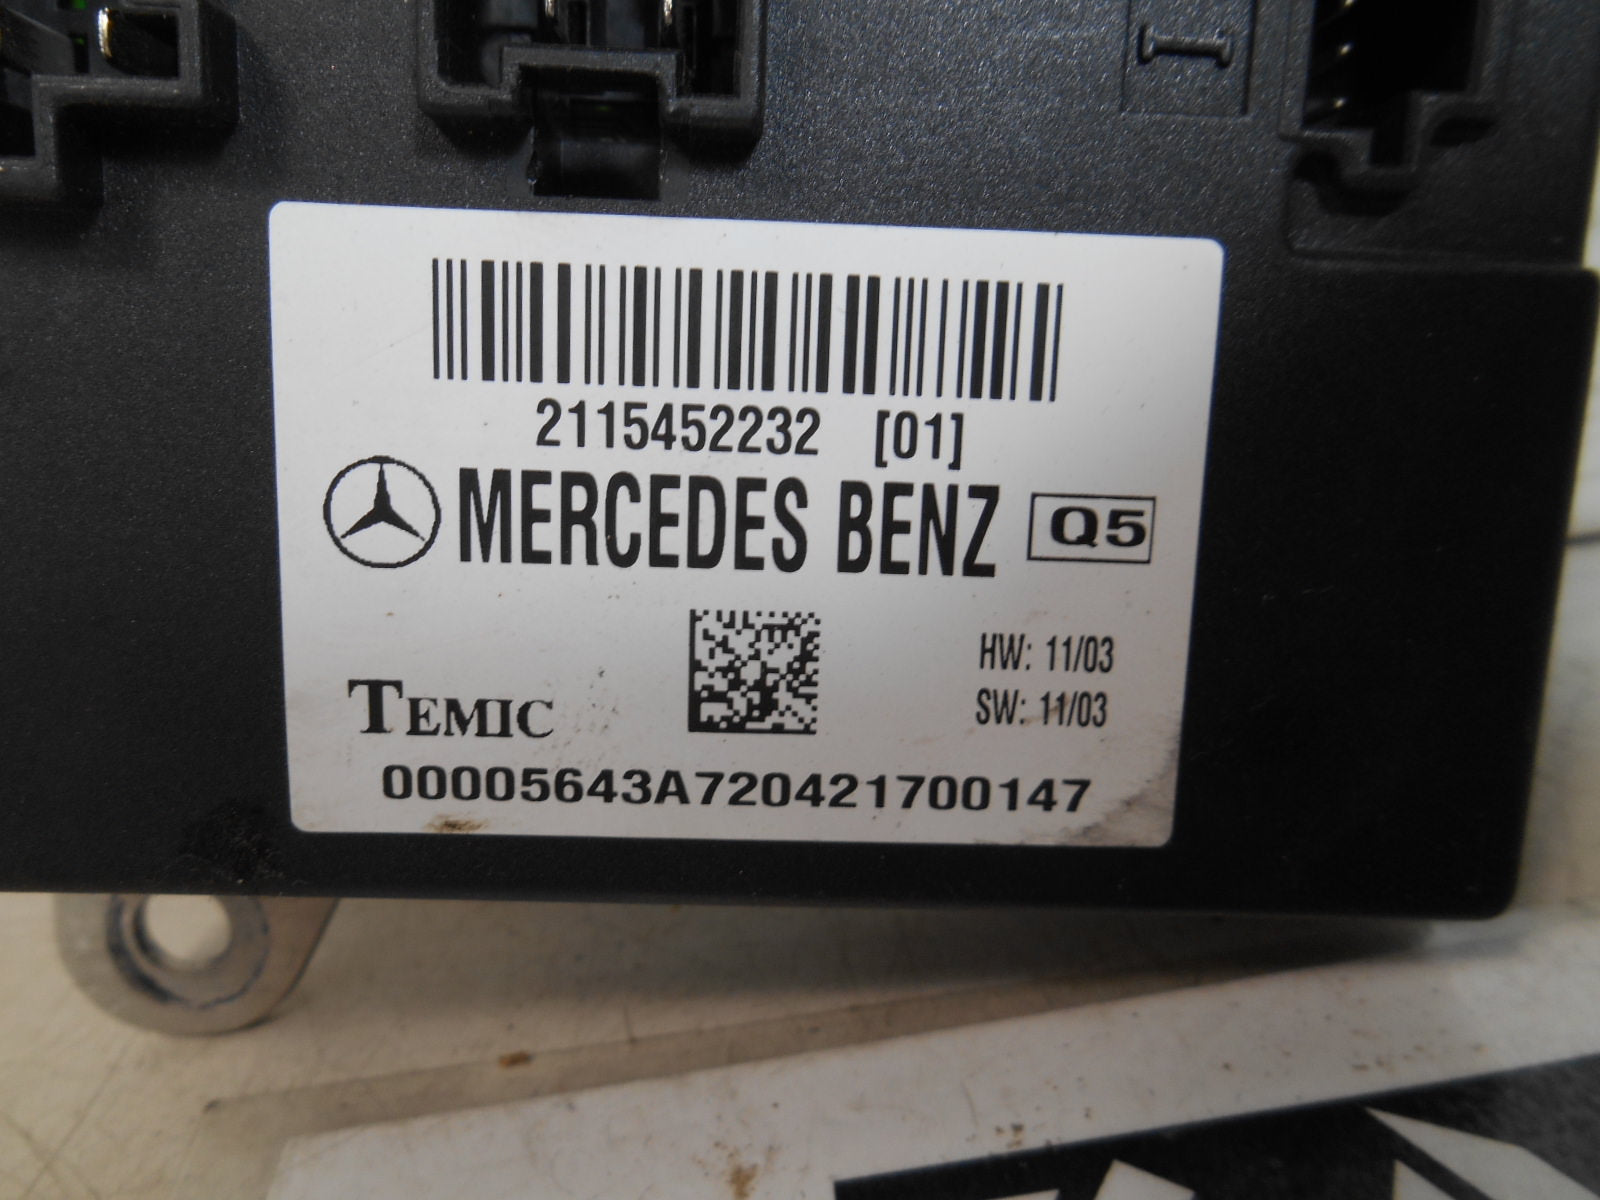 I
2115452232 [01]
MERCEDES BENZ Q5
HW: 11/03
SW: 11/03
TEMIC
00005643A720421700147